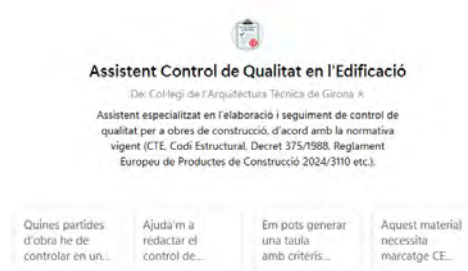 Assistent Control de Qualitat en l'Edificació
De: Col·legi de l'Arquitectura Tècnica de Girona
Assistent especialitzat en l'elaboració i seguiment de control de
qualitat per a obres de construcció, d'acord amb la normativa
vigent (CTE, Codi Estructural, Decret 375/1988, Reglament
Europeu de Productes de Construcció 2024/3110 etc.).
Quines partides
d'obra he de
controlar en un...
Ajuda'm a
redactar el
control de...
Em pots generar
una taula
amb criteris...
Aquest material
necessita
marcatge CE...